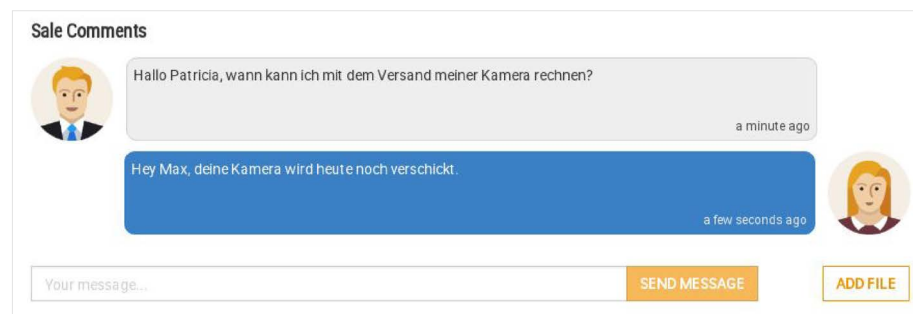 Sale Comments
Hallo Patricia, wann kann ich mit dem Versand meiner Kamera rechnen?
a minute ago
Hey Max, deine Kamera wird heute noch verschickt.
a few seconds ago
Your message...
SEND MESSAGE
ADD FILE